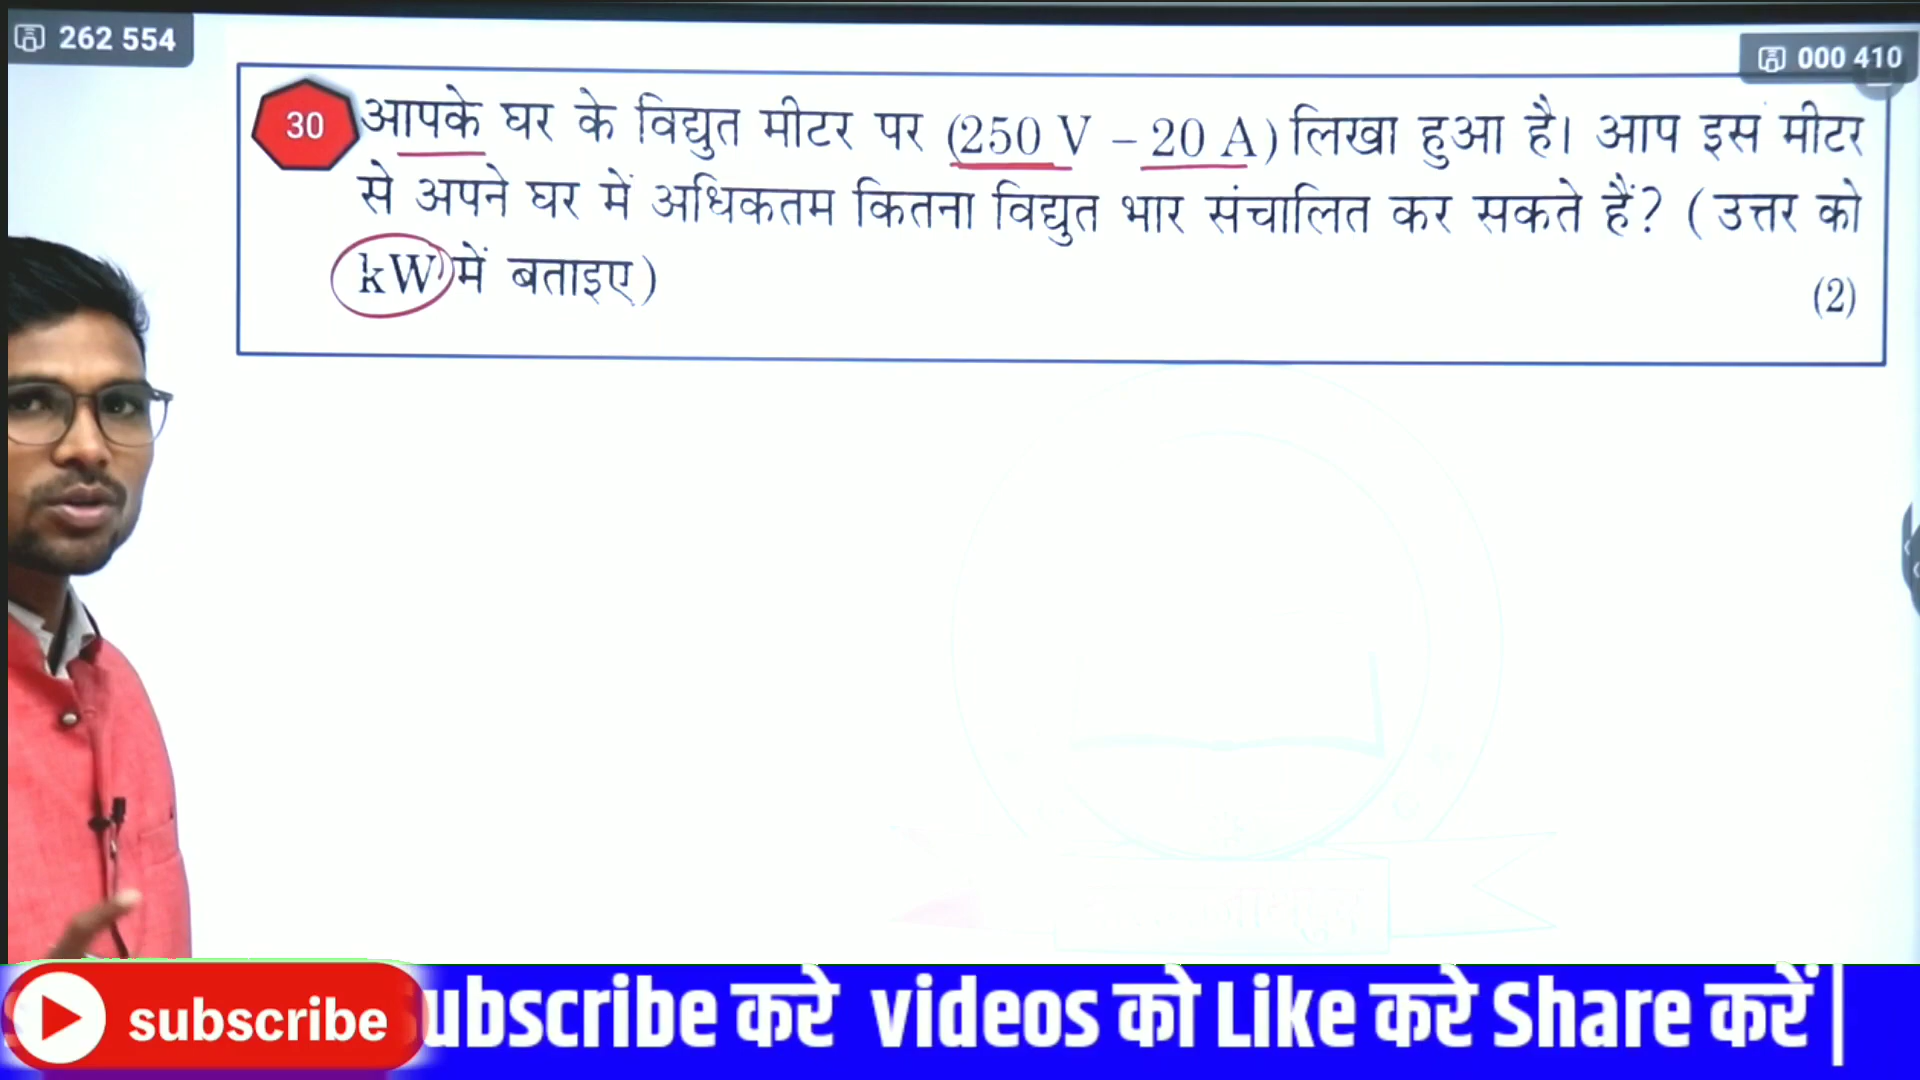 262 554
000 410
30 आपके घर के विद्युत मीटर पर (250 V – 20 A) लिखा हुआ है। आप इस मीटर
से अपने घर में अधिकतम कितना विद्युत भार संचालित कर सकते हैं? ( उत्तर को
kW में बताइए)
(2)
subscribe
ubscribe करे videos को Like करे Share करें |